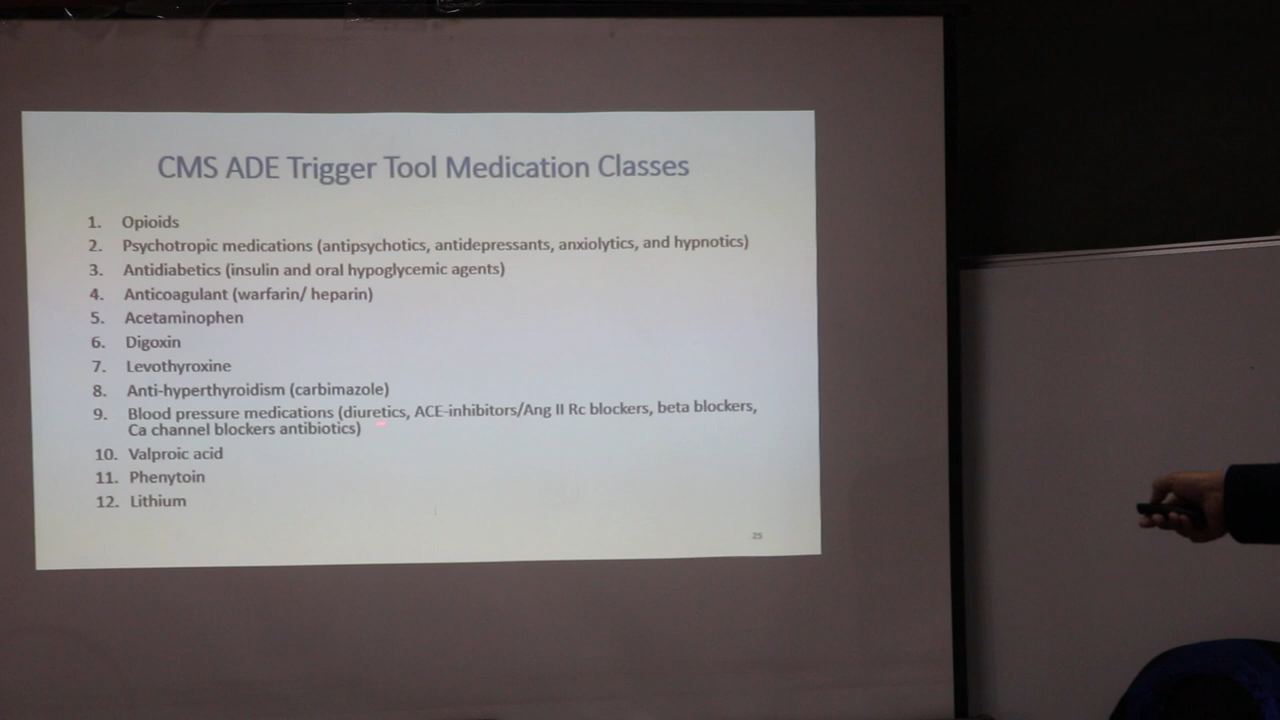 CMS ADE Trigger Tool Medication Classes
1. Opioids
2. Psychotropic medications (antipsychotics, antidepressants, anxiolytics, and hypnotics)
3. Antidiabetics (insulin and oral hypoglycemic agents)
4. Anticoagulant (warfarin/ heparin)
5. Acetaminophen
6. Digoxin
7. Levothyroxine
8. Anti-hyperthyroidism (carbimazole)
9. Blood pressure medications (diuretics, ACE-inhibitors/Ang II Rc blockers, beta blockers,
Ca channel blockers antibiotics)
10. Valproic acid
11. Phenytoin
12. Lithium
25